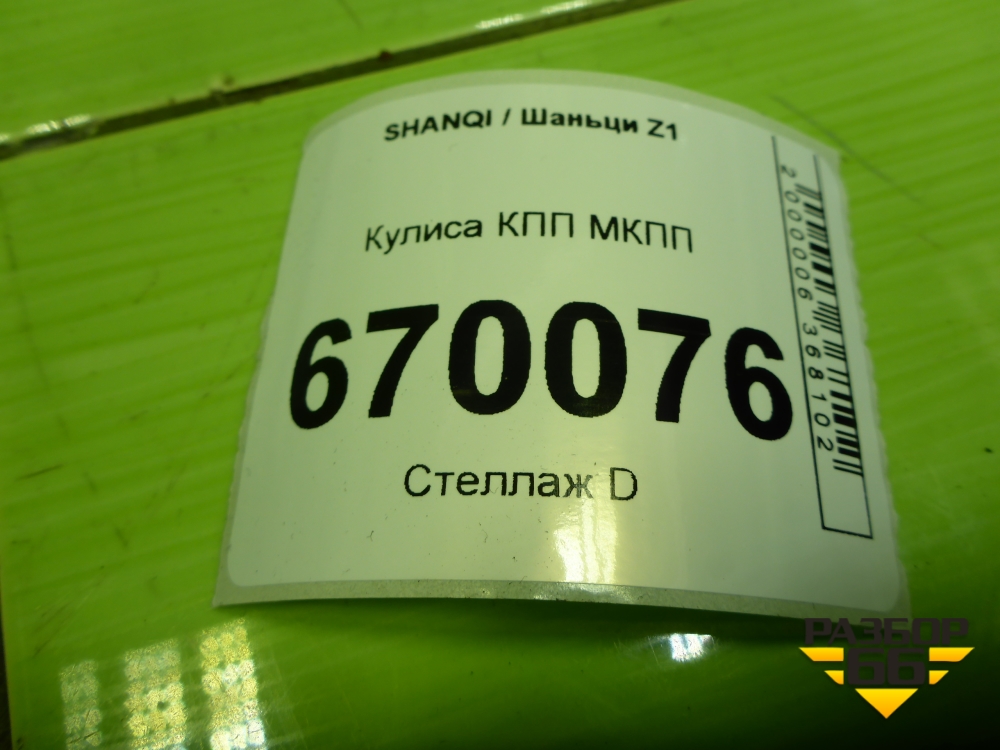 SHANQI / Шаньци Z1
Кулиса КПП МКПП
670076
Стеллаж D
2000006368102
РАЗБОР
66